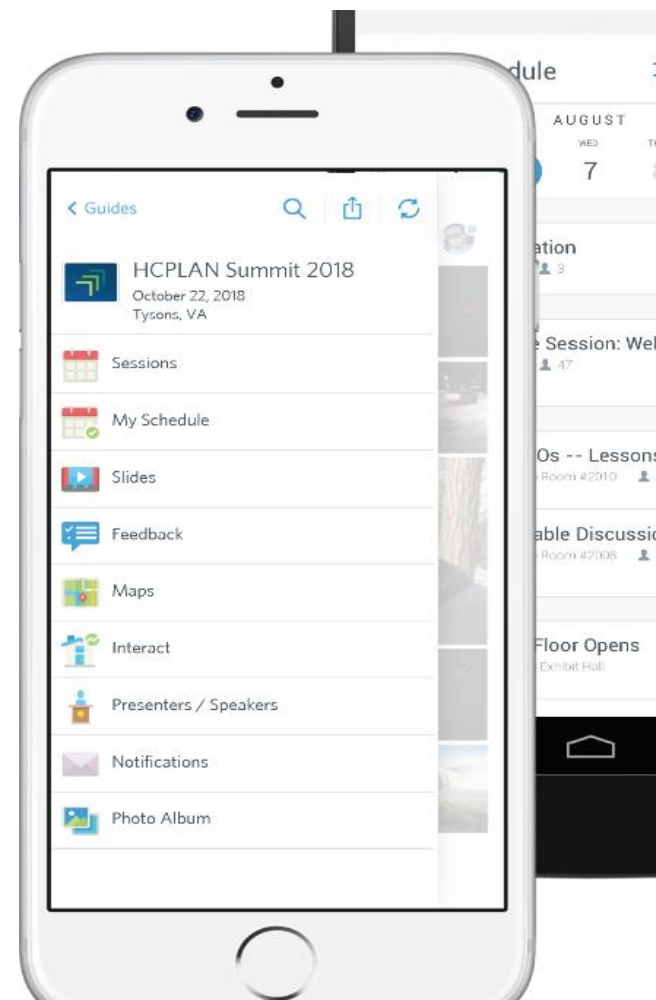 Guides
HCPLAN Summit 2018
October 22, 2018
Tysons, VA
Sessions
My Schedule
Slides
Feedback
Maps
Interact
Presenters / Speakers
Notifications
Photo Album
dule
AUGUST
WED
7
ation
3
Session: Wel
47
Os -- Lessons
Room #2010
able Discussio
Room #2008
Floor Opens
Exhibit Hall